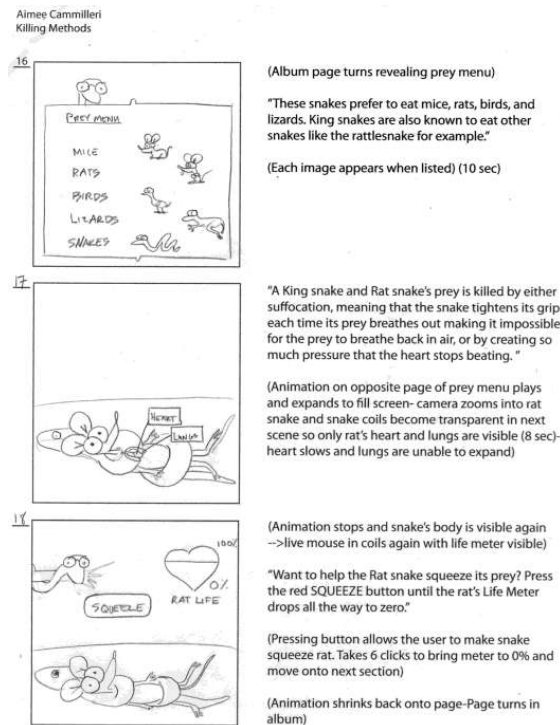 Aimee Cammilleri
Killing Methods
16
PREY MENU
MICE
RATS
BIRDS
LIZARDS
SNAKES
(Album page turns revealing prey menu)
"These snakes prefer to eat mice, rats, birds, and
lizards. King snakes are also known to eat other
snakes like the rattlesnake for example."
(Each image appears when listed) (10 sec)
17
HEART
LUNGS
"A King snake and Rat snake's prey is killed by either
suffocation, meaning that the snake tightens its grip
each time its prey breathes out making it impossible
for the prey to breathe back in air, or by creating so
much pressure that the heart stops beating. "
(Animation on opposite page of prey menu plays
and expands to fill screen- camera zooms into rat
snake and snake coils become transparent in next
scene so only rat's heart and lungs are visible (8 sec)-
heart slows and lungs are unable to expand)
18
100%
0%
RAT LIFE
SQUEEZE
(Animation stops and snake's body is visible again
-->live mouse in coils again with life meter visible)
"Want to help the Rat snake squeeze its prey? Press
the red SQUEEZE button until the rat's Life Meter
drops all the way to zero."
(Pressing button allows the user to make snake
squeeze rat. Takes 6 clicks to bring meter to 0% and
move onto next section)
(Animation shrinks back onto page-Page turns in
album)